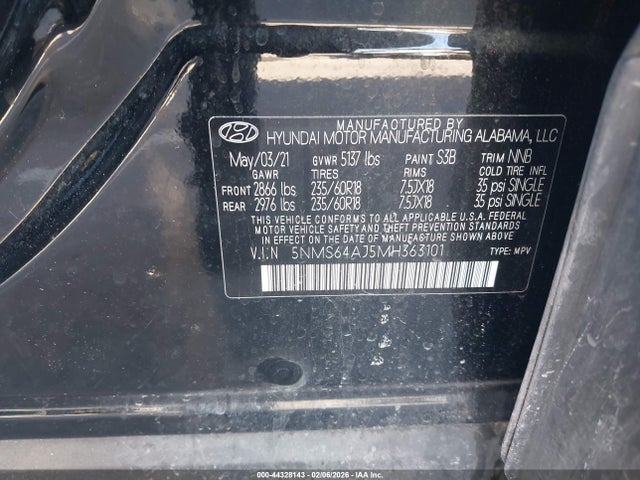 MANUFACTURED BY
HYUNDAI MOTOR MANUFACTURING ALABAMA, LLC
May/03/21 GVWR 5137 lbs PAINT S3B TRIM NNB
GAWR TIRES RIMS COLD TIRE INFL
FRONT 2866 lbs 235/60R18 7.5JX18 35 psi SINGLE
REAR 2976 lbs 235/60R18 7.5JX18 35 psi SINGLE
THIS VEHICLE CONFORMS TO ALL APPLICABLE U.S.A. FEDERAL
MOTOR VEHICLE SAFETY AND THEFT PREVENTION STANDARDS IN
EFFECT ON THE DATE OF MANUFACTURE SHOWN ABOVE.
V.I.N 5NMS64AJ5MH363101 TYPE: MPV
000-44328143 - 02/06/2026 - IAA Inc.